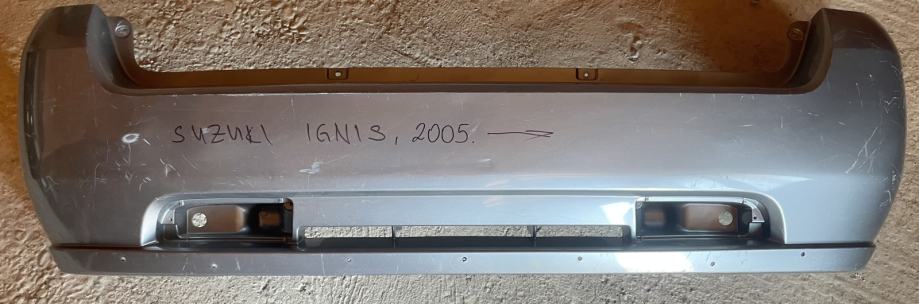 SUZUKI IGNIS, 2005. →